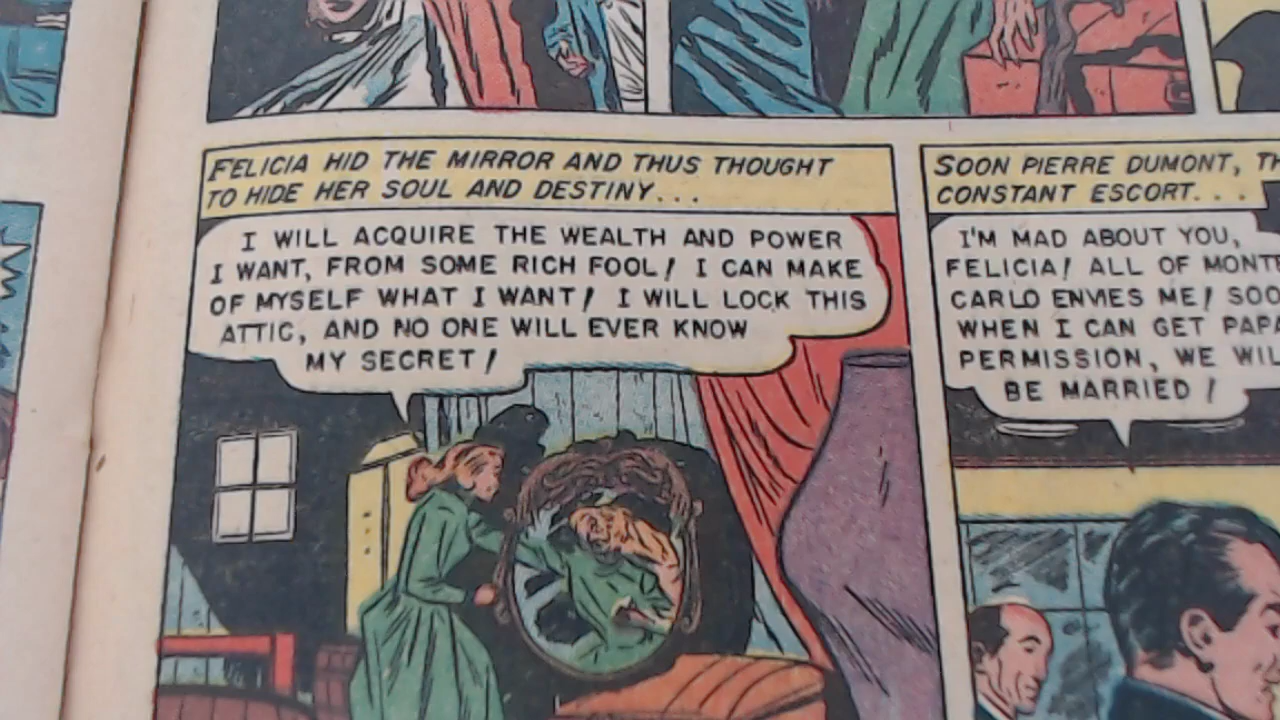 FELICIA HID THE MIRROR AND THUS THOUGHT
TO HIDE HER SOUL AND DESTINY...
I WILL ACQUIRE THE WEALTH AND POWER
I WANT, FROM SOME RICH FOOL! I CAN MAKE
OF MYSELF WHAT I WANT! I WILL LOCK THIS
ATTIC, AND NO ONE WILL EVER KNOW
MY SECRET!
SOON PIERRE DUMONT,
CONSTANT ESCORT...
I'M MAD ABOUT YOU,
FELICIA! ALL OF MONTE
CARLO ENVIES ME!
WHEN I CAN GET
PERMISSION, WE
BE MARRIED!